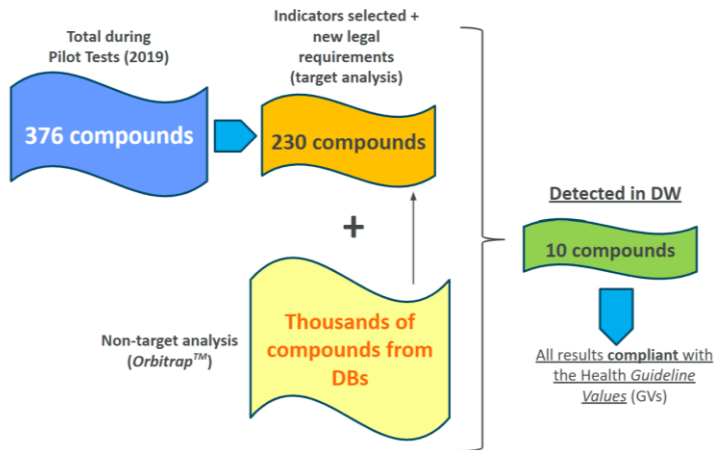 Total during
Pilot Tests (2019)
376 compounds
Indicators selected +
new legal
requirements
(target analysis)
230 compounds
+
Non-target analysis
(Orbitrap™)
Thousands of
compounds from
DBs
Detected in DW
10 compounds
All results compliant with
the Health Guideline
Values (GVs)